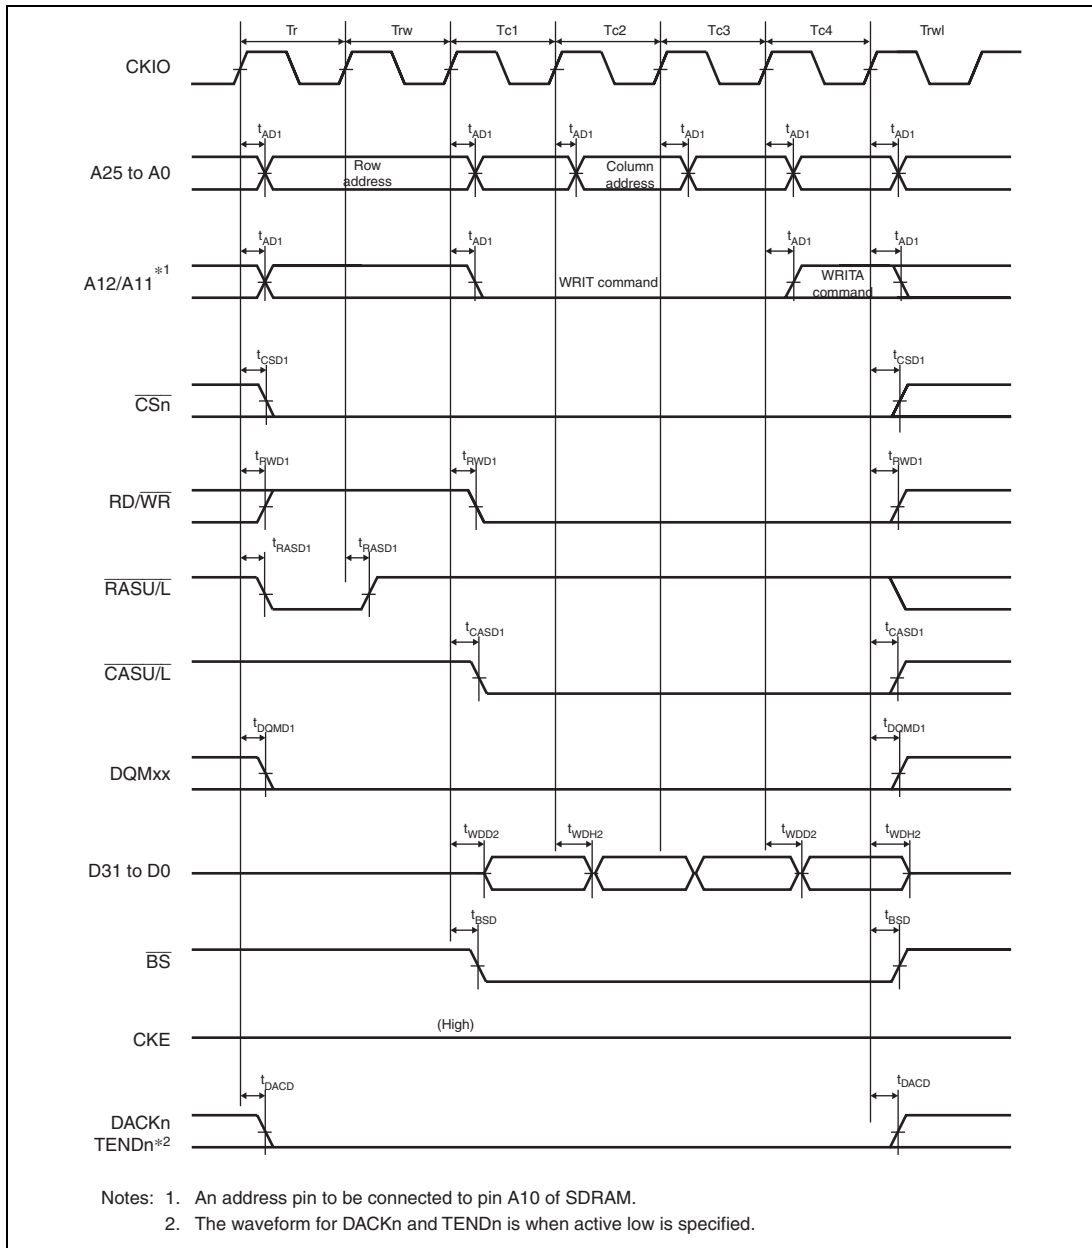 Tr Trw Tc1 Tc2 Tc3 Tc4 Trwl
CKIO
tAD1 tAD1 tAD1 tAD1 tAD1 tAD1
A25 to A0
Row
address
Column
address
tAD1 tAD1 tAD1 tAD1
A12/A11*1
WRIT command
WRITA
command
tCSD1 tCSD1
CSn
tRWD1 tRWD1 tRWD1
RD/WR
tRASD1 tRASD1
RASU/L
tCASD1 tCASD1
CASU/L
tDQMD1 tDQMD1
DQMxx
tWDD2 tWDH2 tWDD2 tWDH2
D31 to D0
tBSD tBSD
BS
(High)
CKE
tDACD tDACD
DACKn
TENDn*2
Notes: 1. An address pin to be connected to pin A10 of SDRAM.
2. The waveform for DACKn and TENDn is when active low is specified.